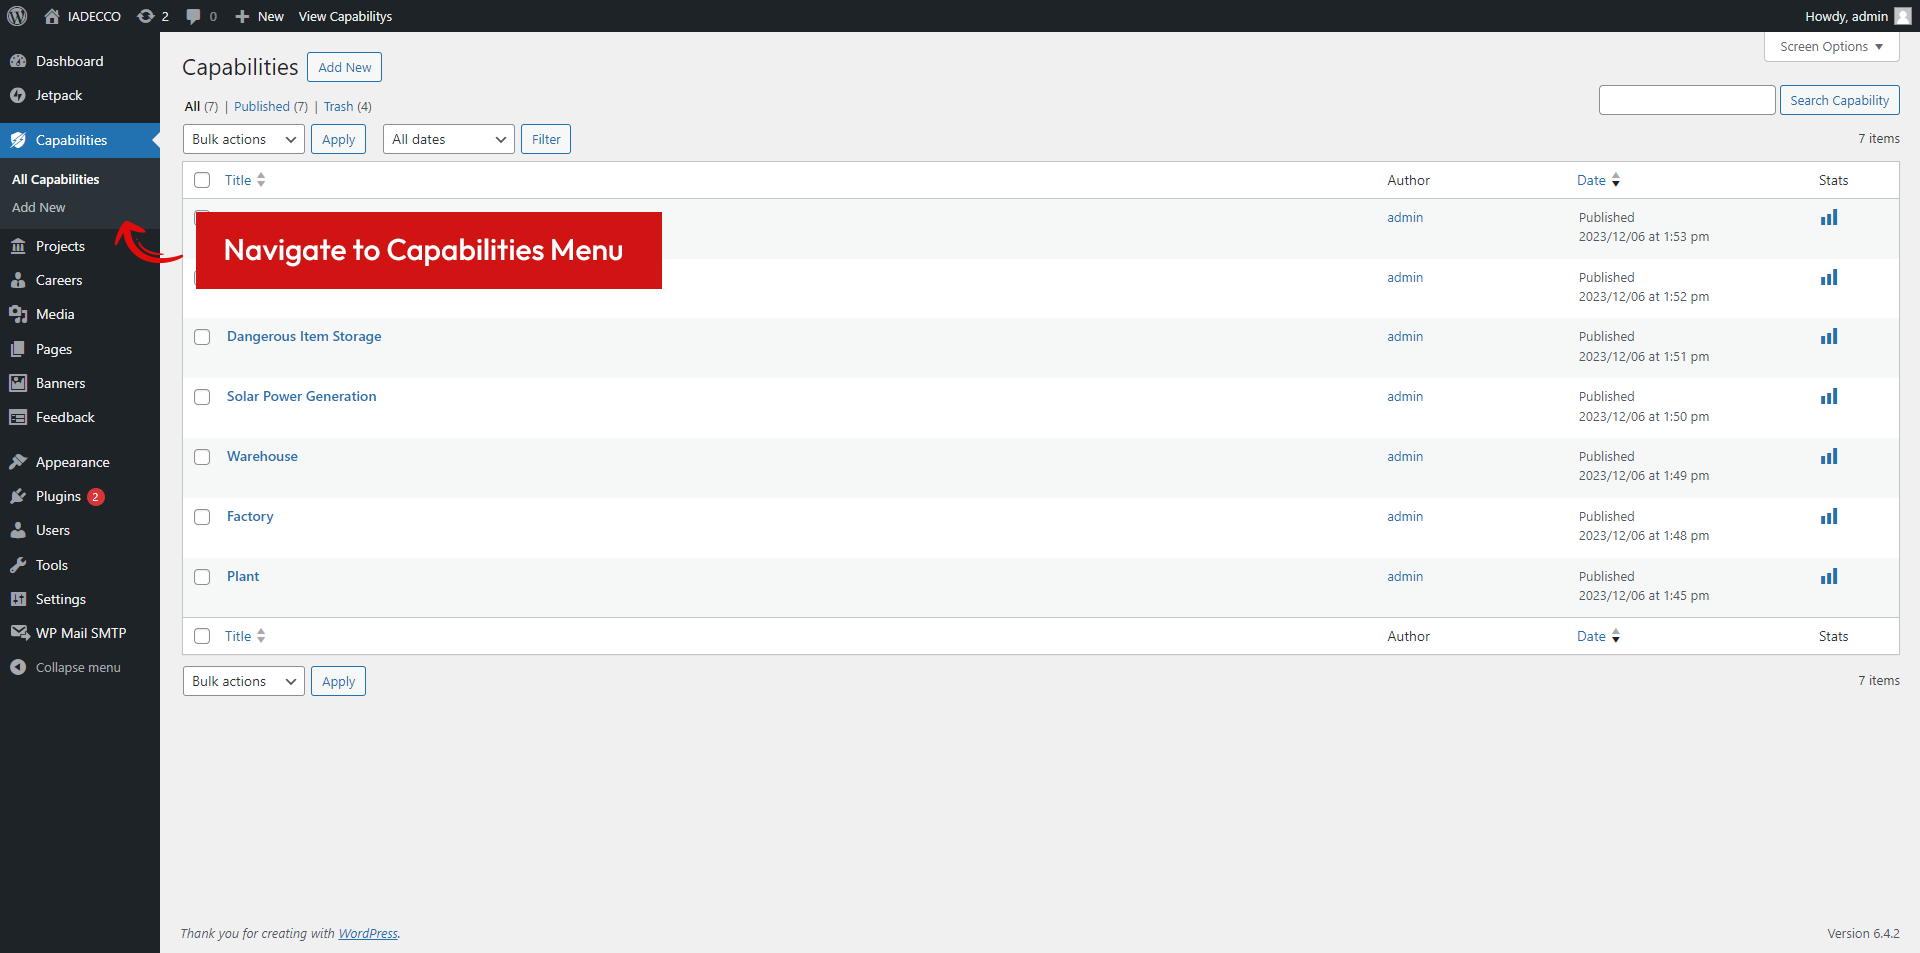 IADECCO 2 0 New View Capabilitys Howdy, admin
Screen Options
Dashboard
Jetpack
Capabilities
All Capabilities
Add New
Projects
Careers
Media
Pages
Banners
Feedback
Appearance
Plugins 2
Users
Tools
Settings
WP Mail SMTP
Collapse menu
Capabilities Add New
All (7) | Published (7) | Trash (4)
Search Capability
Bulk actions Apply All dates Filter 7 items
Title Author Date Stats
admin Published
2023/12/06 at 1:53 pm
Navigate to Capabilities Menu
admin Published
2023/12/06 at 1:52 pm
Dangerous Item Storage admin Published
2023/12/06 at 1:51 pm
Solar Power Generation admin Published
2023/12/06 at 1:50 pm
Warehouse admin Published
2023/12/06 at 1:49 pm
Factory admin Published
2023/12/06 at 1:48 pm
Plant admin Published
2023/12/06 at 1:45 pm
Title Author Date Stats
Bulk actions Apply 7 items
Thank you for creating with WordPress. Version 6.4.2